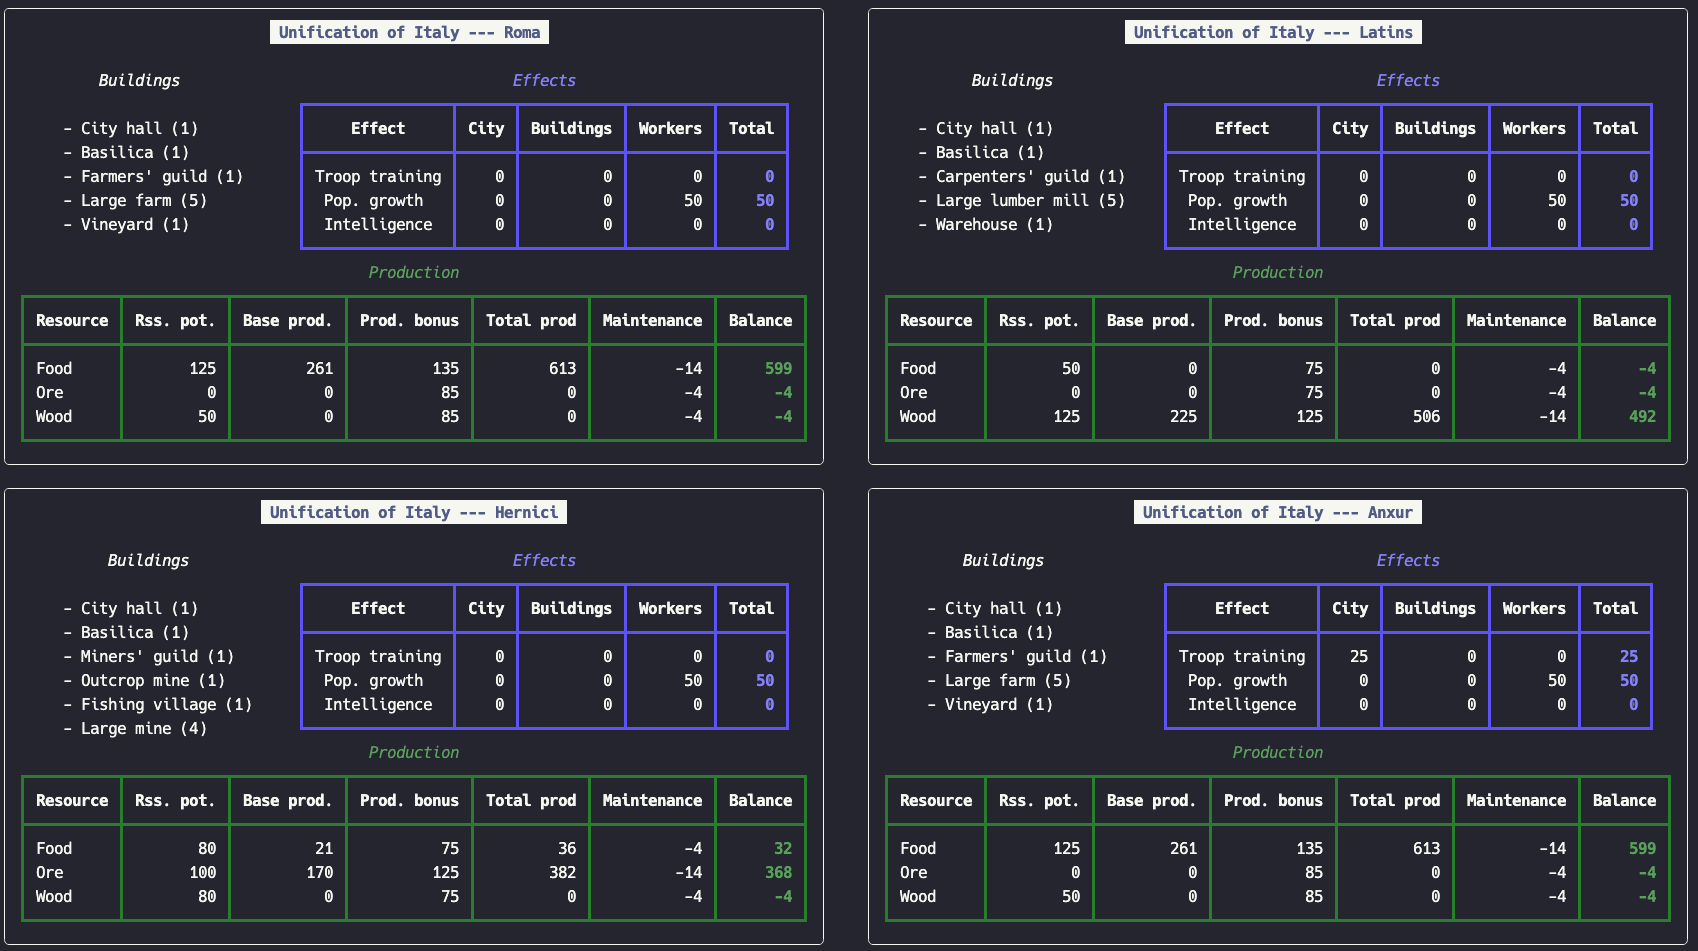 Unification of Italy --- Roma
Buildings
- City hall (1)
- Basilica (1)
- Farmers' guild (1)
- Large farm (5)
- Vineyard (1)
Effects
Effect City Buildings Workers Total
Troop training 0 0 0 0
Pop. growth 0 0 50 50
Intelligence 0 0 0 0
Production
Resource Rss. pot. Base prod. Prod. bonus Total prod Maintenance Balance
Food 125 261 135 613 -14 599
Ore 0 0 85 0 -4 -4
Wood 50 0 85 0 -4 -4
Unification of Italy --- Latins
Buildings
- City hall (1)
- Basilica (1)
- Carpenters' guild (1)
- Large lumber mill (5)
- Warehouse (1)
Effects
Effect City Buildings Workers Total
Troop training 0 0 0 0
Pop. growth 0 0 50 50
Intelligence 0 0 0 0
Production
Resource Rss. pot. Base prod. Prod. bonus Total prod Maintenance Balance
Food 50 0 75 0 -4 -4
Ore 0 0 75 0 -4 -4
Wood 125 225 125 506 -14 492
Unification of Italy --- Hernici
Buildings
- City hall (1)
- Basilica (1)
- Miners' guild (1)
- Outcrop mine (1)
- Fishing village (1)
- Large mine (4)
Effects
Effect City Buildings Workers Total
Troop training 0 0 0 0
Pop. growth 0 0 50 50
Intelligence 0 0 0 0
Production
Resource Rss. pot. Base prod. Prod. bonus Total prod Maintenance Balance
Food 80 21 75 36 -4 32
Ore 100 170 125 382 -14 368
Wood 80 0 75 0 -4 -4
Unification of Italy --- Anxur
Buildings
- City hall (1)
- Basilica (1)
- Farmers' guild (1)
- Large farm (5)
- Vineyard (1)
Effects
Effect City Buildings Workers Total
Troop training 25 0 0 25
Pop. growth 0 0 50 50
Intelligence 0 0 0 0
Production
Resource Rss. pot. Base prod. Prod. bonus Total prod Maintenance Balance
Food 125 261 135 613 -14 599
Ore 0 0 85 0 -4 -4
Wood 50 0 85 0 -4 -4